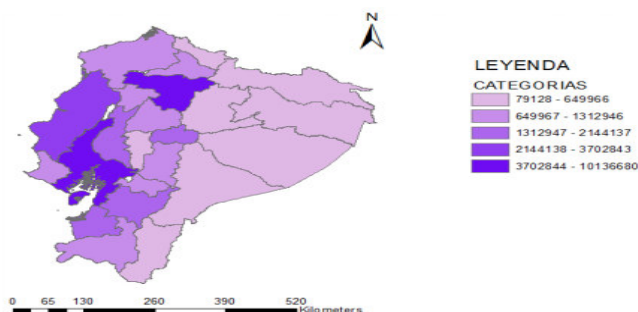 N
LEYENDA
CATEGORIAS
79128 - 649966
649967 - 1312946
1312947 - 2144137
2144138 - 3702843
3702844 - 10136680
0 65 130 260 390 520
Kilometers